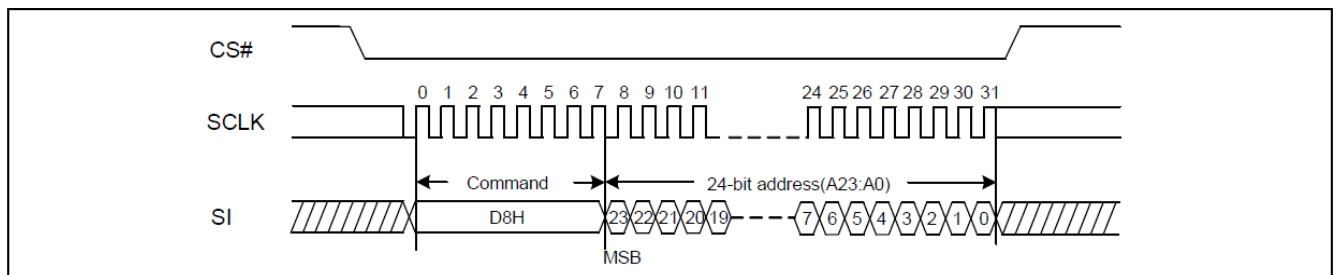 CS#
0 1 2 3 4 5 6 7 8 9 10 11 24 25 26 27 28 29 30 31
SCLK
Command 24-bit address(A23:A0)
SI D8H 23 22 21 20 19 7 6 5 4 3 2 1 0
MSB